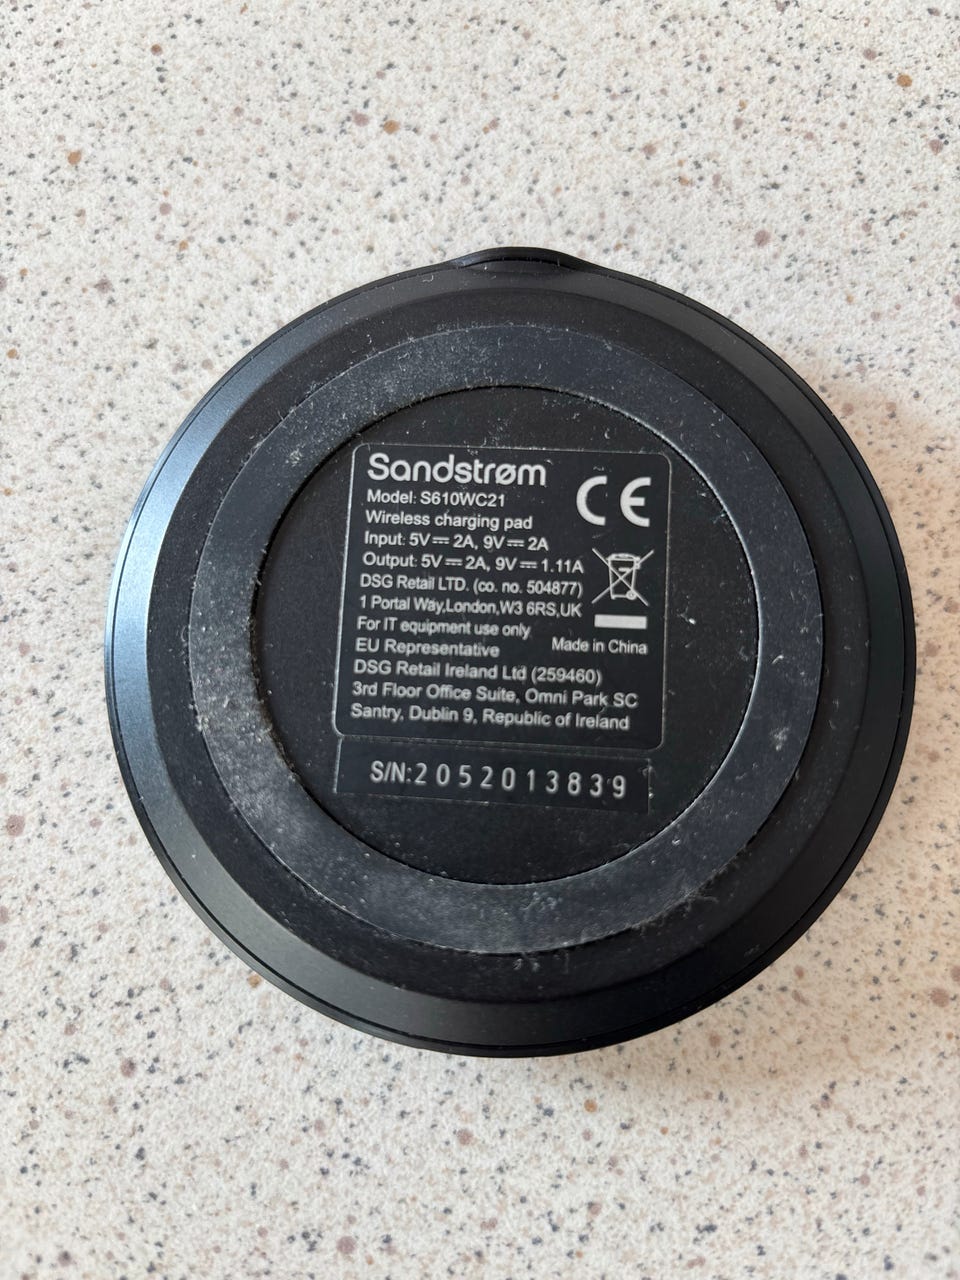 Sandstrøm
CE
Model: S610WC21
Wireless charging pad
Input: 5V⎓2A, 9V⎓2A
Output: 5V⎓2A, 9V⎓1.11A
DSG Retail LTD. (co. no. 504877)
1 Portal Way,London,W3 6RS,UK
For IT equipment use only
Made in China
EU Representative
DSG Retail Ireland Ltd (259460)
3rd Floor Office Suite, Omni Park SC
Santry, Dublin 9, Republic of Ireland
S/N:2052013839